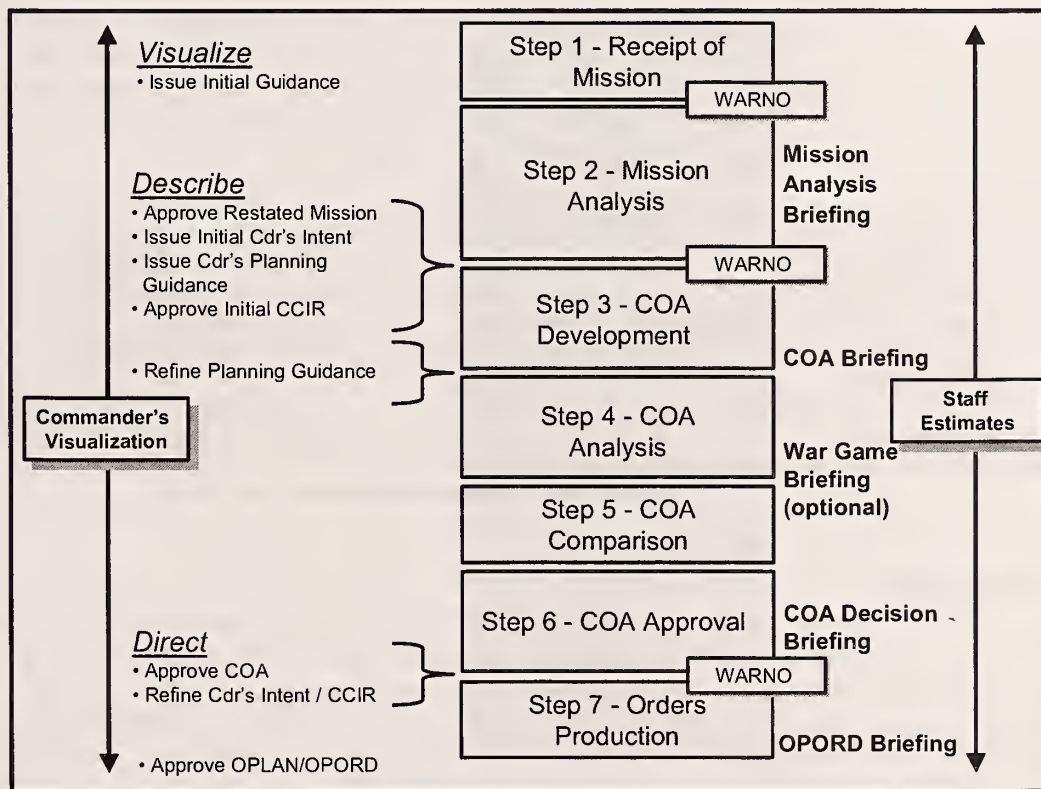 Visualize
• Issue Initial Guidance
Describe
• Approve Restated Mission
• Issue Initial Cdr's Intent
• Issue Cdr's Planning
Guidance
• Approve Initial CCIR
• Refine Planning Guidance
Commander's
Visualization
Direct
• Approve COA
• Refine Cdr's Intent / CCIR
• Approve OPLAN/OPORD
Step 1 - Receipt of
Mission
WARNO
Step 2 - Mission
Analysis
WARNO
Step 3 - COA
Development
Step 4 - COA
Analysis
Step 5 - COA
Comparison
Step 6 - COA Approval
WARNO
Step 7 - Orders
Production
Mission
Analysis
Briefing
COA Briefing
War Game
Briefing
(optional)
COA Decision
Briefing
OPORD Briefing
Staff
Estimates